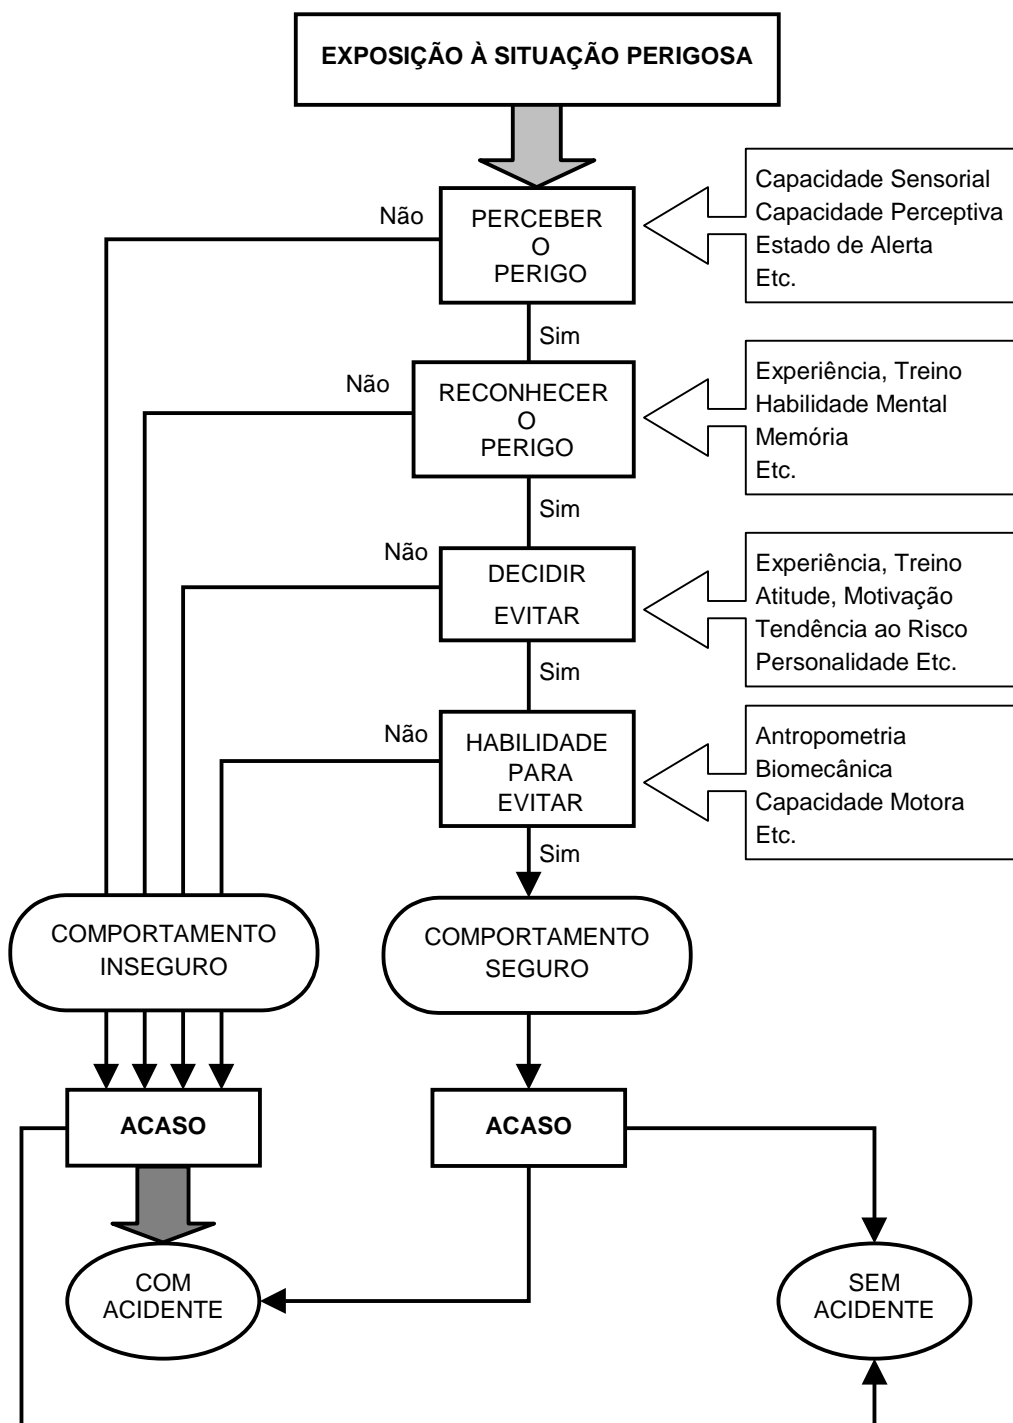 EXPOSIÇÃO À SITUAÇÃO PERIGOSA
Capacidade Sensorial
Capacidade Perceptiva
Estado de Alerta
Etc.
Não
PERCEBER
O
PERIGO
Sim
Experiência, Treino
Habilidade Mental
Memória
Etc.
Não
RECONHECER
O
PERIGO
Sim
Experiência, Treino
Atitude, Motivação
Tendência ao Risco
Personalidade Etc.
Não
DECIDIR
EVITAR
Sim
Antropometria
Biomecânica
Capacidade Motora
Etc.
Não
HABILIDADE
PARA
EVITAR
Sim
COMPORTAMENTO
INSEGURO
COMPORTAMENTO
SEGURO
ACASO
ACASO
COM
ACIDENTE
SEM
ACIDENTE